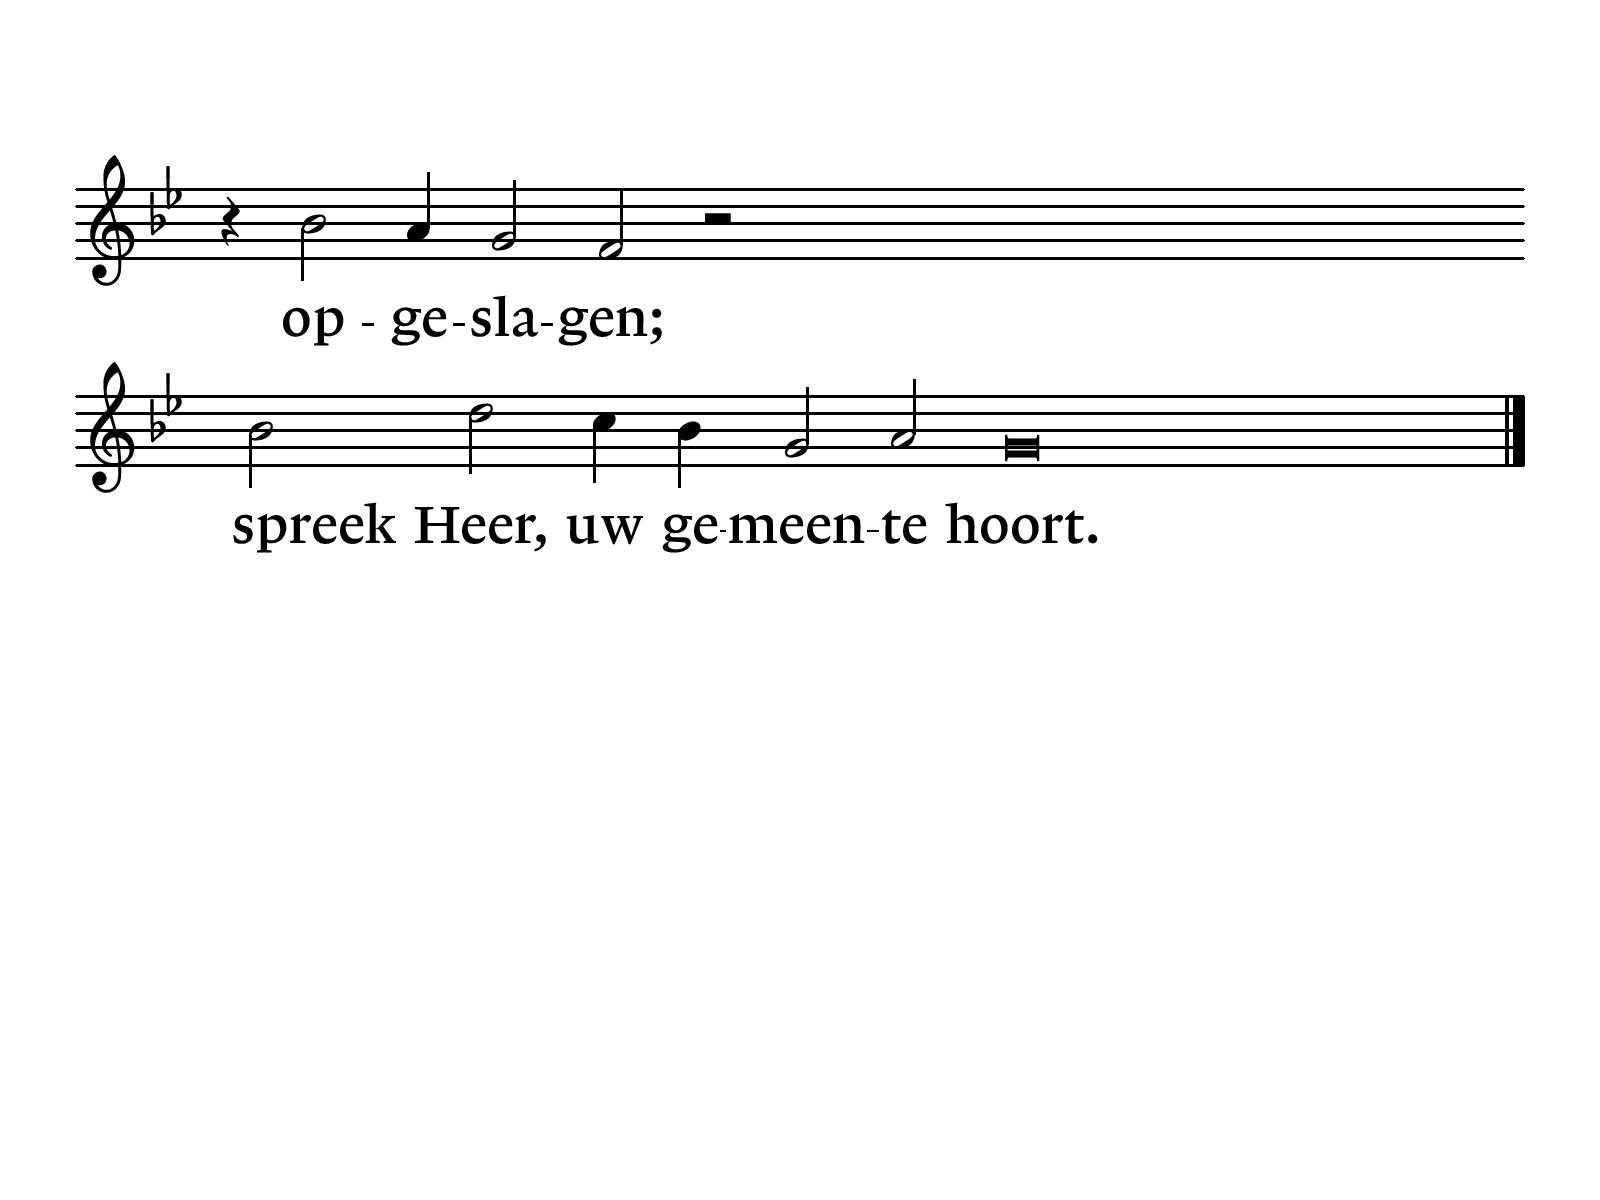 op - ge-sla-gen;
spreek Heer, uw ge-meen-te hoort.